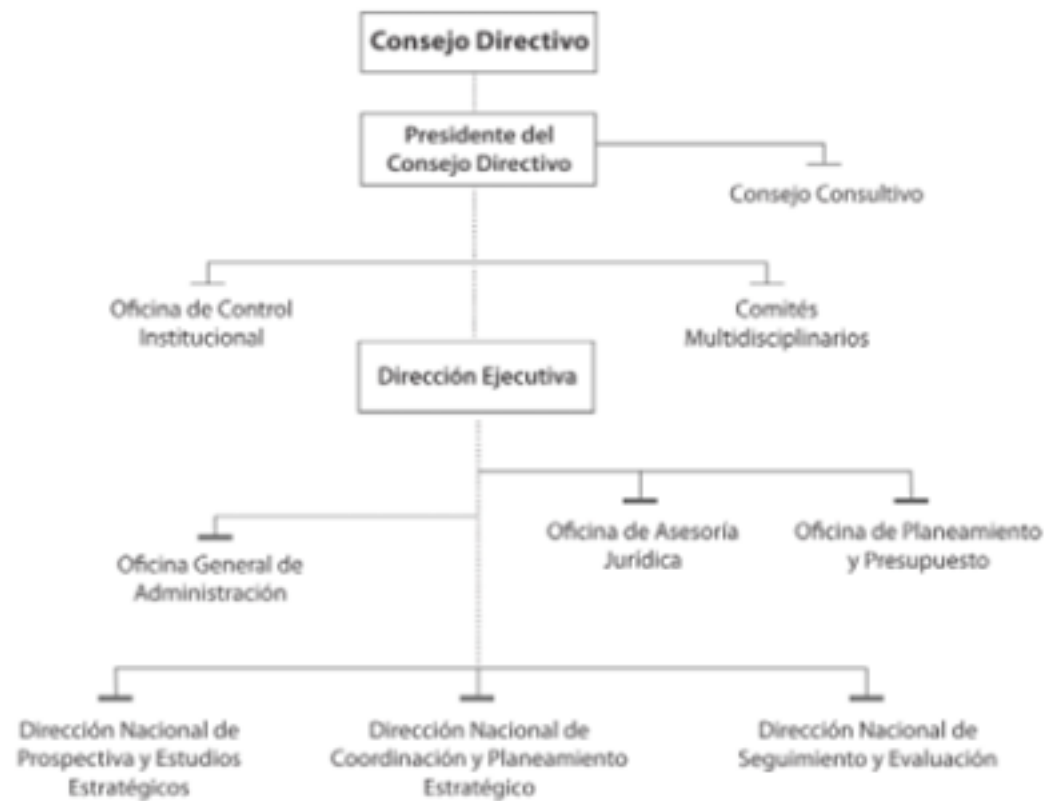 Consejo Directivo
Presidente del
Consejo Directivo
Consejo Consultivo
Oficina de Control
Institucional
Comités
Multidisciplinarios
Dirección Ejecutiva
Oficina de Asesoría
Jurídica
Oficina de Planeamiento
y Presupuesto
Oficina General de
Administración
Dirección Nacional de
Prospectiva y Estudios
Estratégicos
Dirección Nacional de
Coordinación y Planeamiento
Estratégico
Dirección Nacional de
Seguimiento y Evaluación